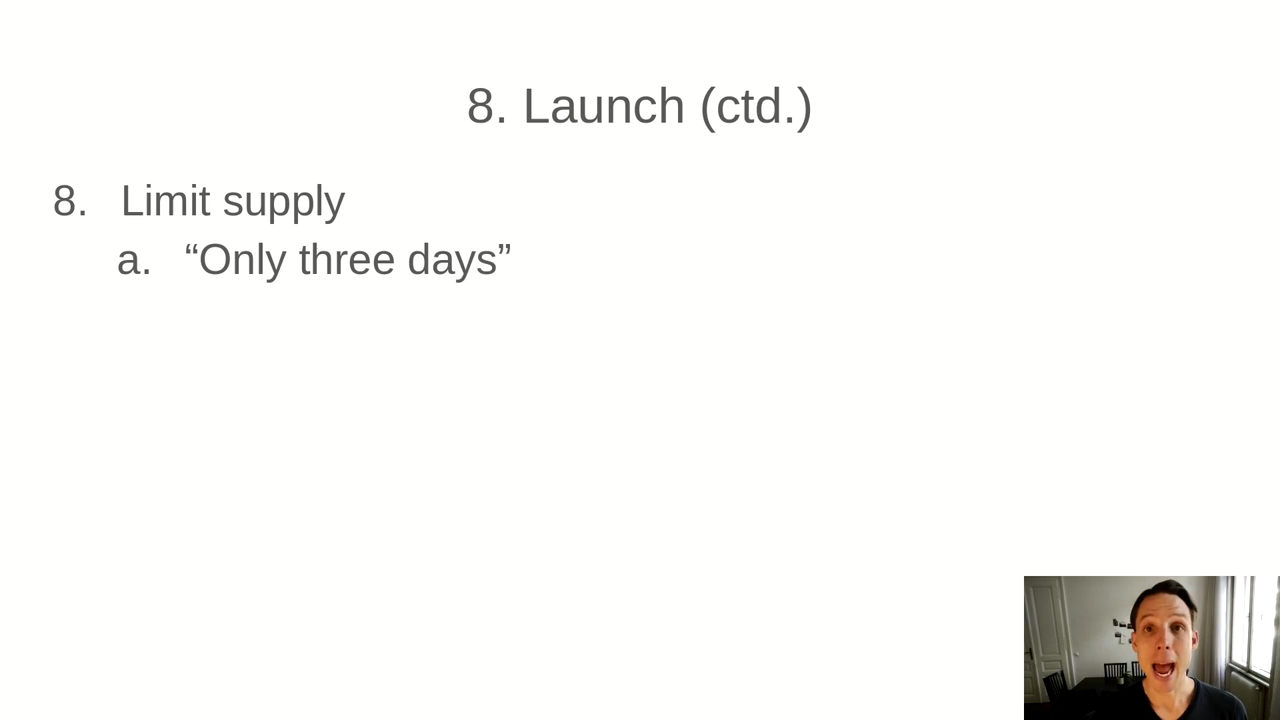 8. Launch (ctd.)
8. Limit supply
a. “Only three days”